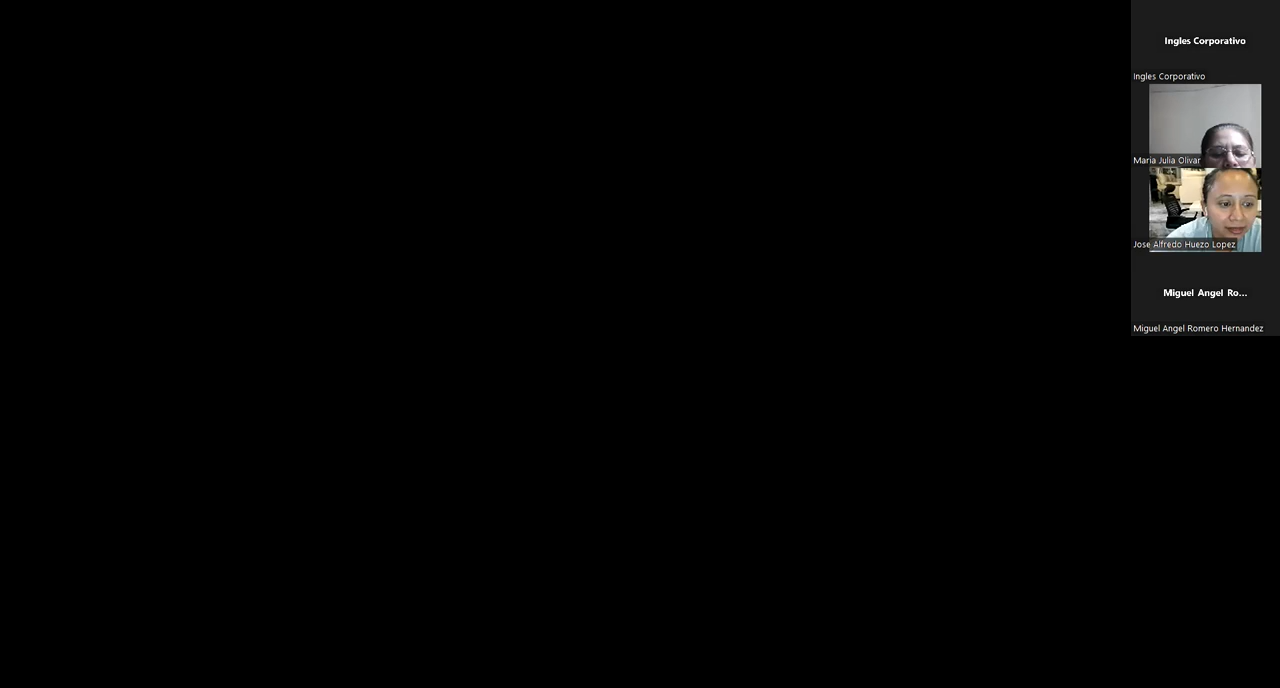 Ingles Corporativo
Ingles Corporativo
Maria Julia Olivar
Jose Alfredo Huezo Lopez
Miguel Angel Ro...
Miguel Angel Romero Hernandez